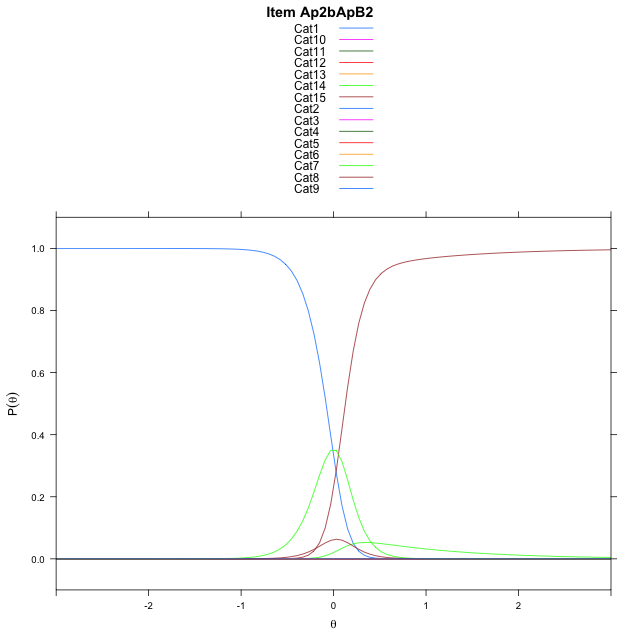 Item Ap2bApB2
Cat1
Cat10
Cat11
Cat12
Cat13
Cat14
Cat15
Cat2
Cat3
Cat4
Cat5
Cat6
Cat7
Cat8
Cat9
1.0
0.8
0.6
0.4
0.2
0.0
P(θ)
-2 -1 0 1 2
θ